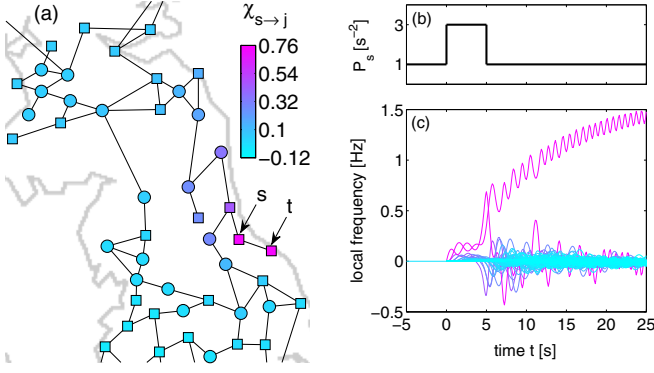 (a)
χs→j
0.76
0.54
0.32
0.1
−0.12
s
t
(b)
Ps [s−2]
3
1
(c)
local frequency [Hz]
1.5
1
0.5
0
−0.5
−5 0 5 10 15 20 25
time t [s]